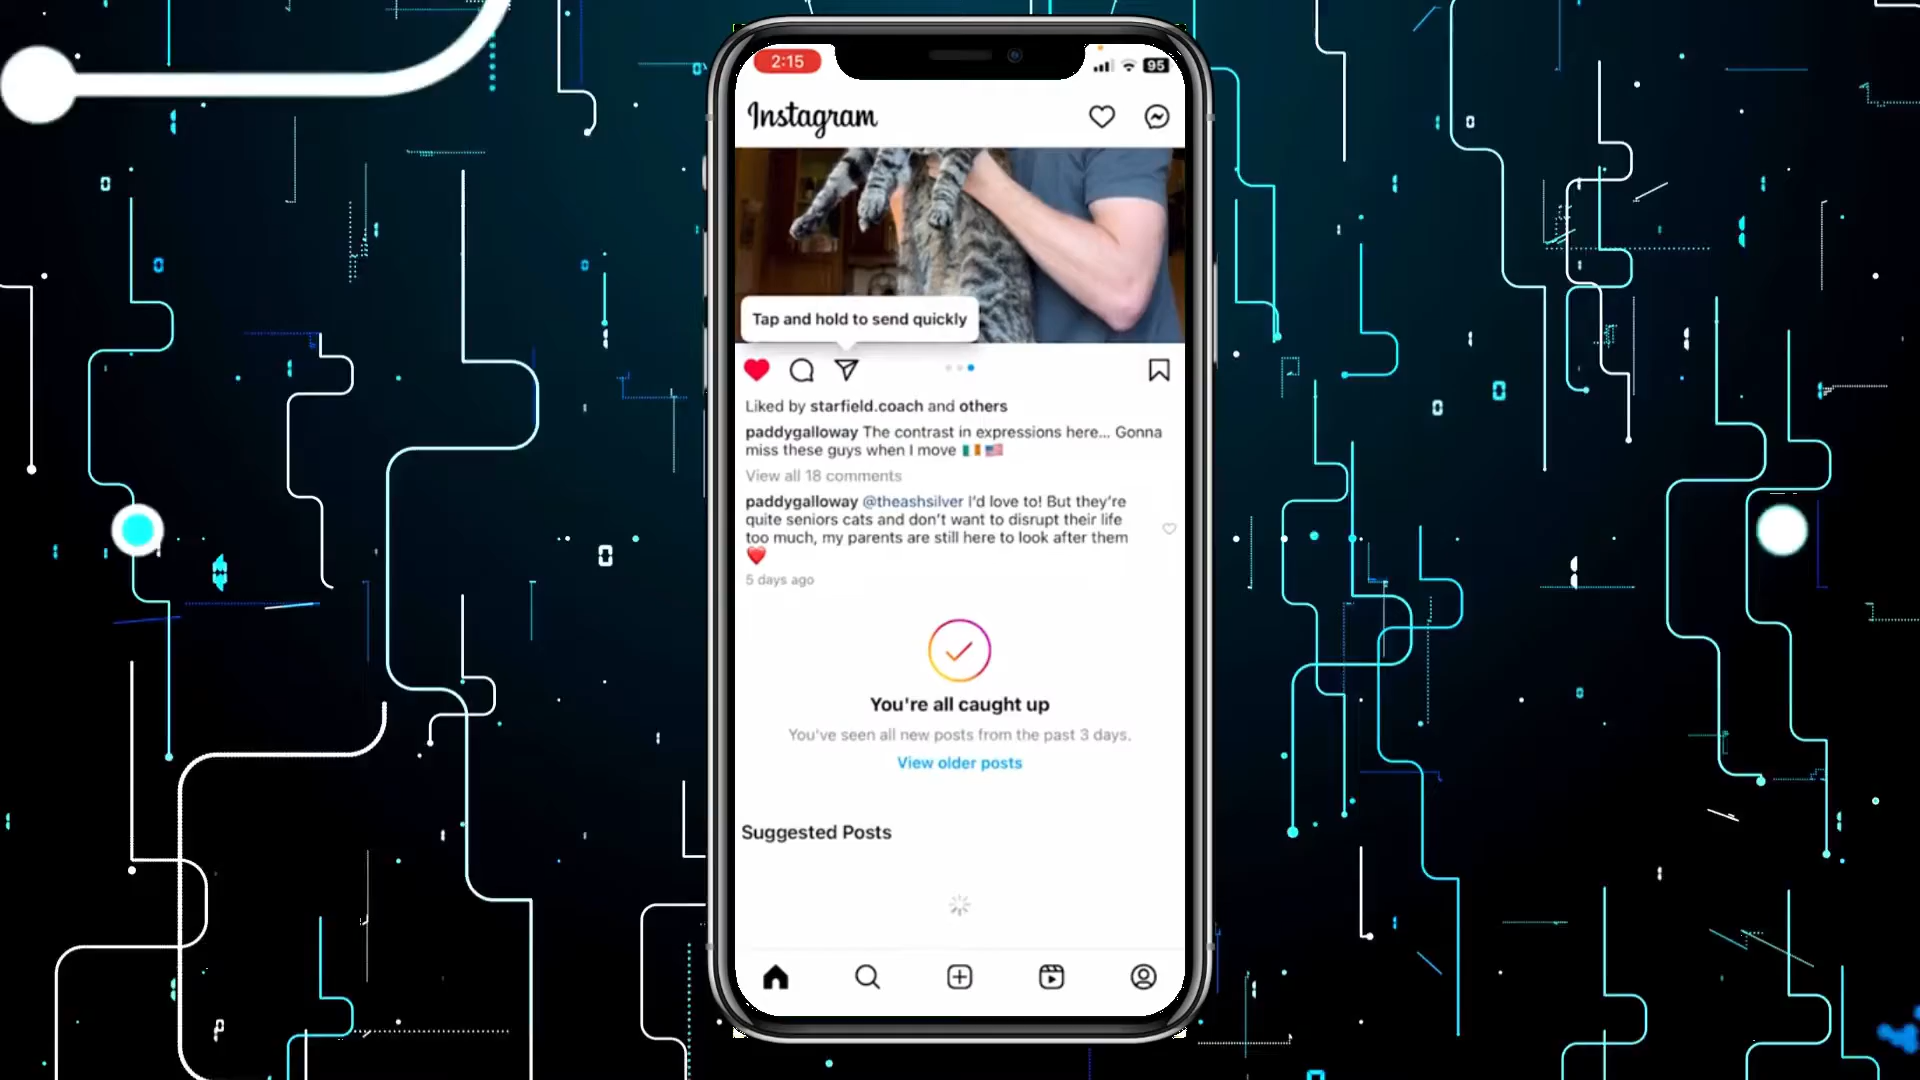 2:15
95
Instagram
Tap and hold to send quickly
Liked by starfield.coach and others
paddygalloway The contrast in expressions here... Gonna
miss these guys when I move 🇮🇪 🇺🇸
View all 18 comments
paddygalloway @theashsilver I'd love to! But they're
quite seniors cats and don't want to disrupt their life
too much, my parents are still here to look after them
❤️
5 days ago
You're all caught up
You've seen all new posts from the past 3 days.
View older posts
Suggested Posts